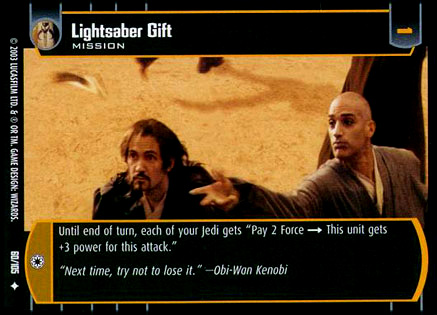 Lightsaber Gift
MISSION
© 2003 LUCASFILM LTD. & ® OR TM. GAME DESIGN: WIZARDS.
Until end of turn, each of your Jedi gets “Pay 2 Force → This unit gets
+3 power for this attack.”
“Next time, try not to lose it.” —Obi-Wan Kenobi
60/105